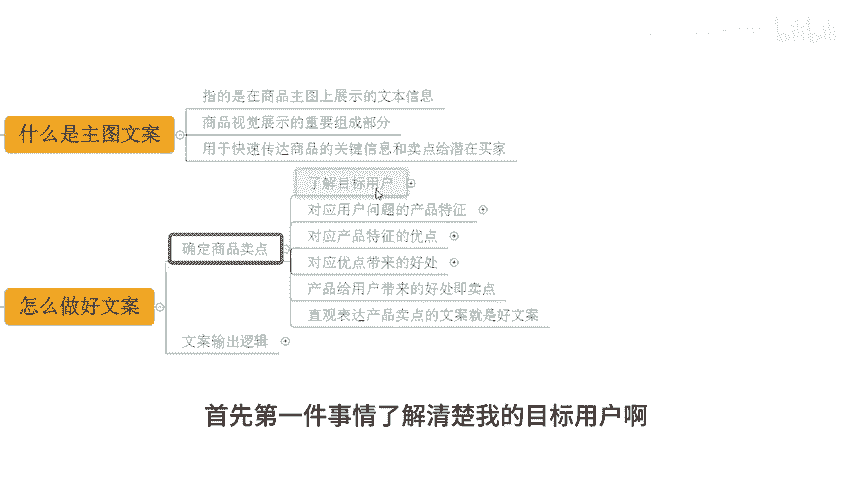 指的是在商品主图上展示的文本信息
什么是主图文案
商品视觉展示的重要组成部分
用于快速传达商品的关键信息和卖点给潜在买家
了解目标用户
对应用户问题的产品特征
对应产品特征的优点
确定商品卖点
对应优点带来的好处
产品给用户带来的好处即卖点
怎么做好文案
直观表达产品卖点的文案就是好文案
文案输出逻辑
首先第一件事情了解清楚我的目标用户啊